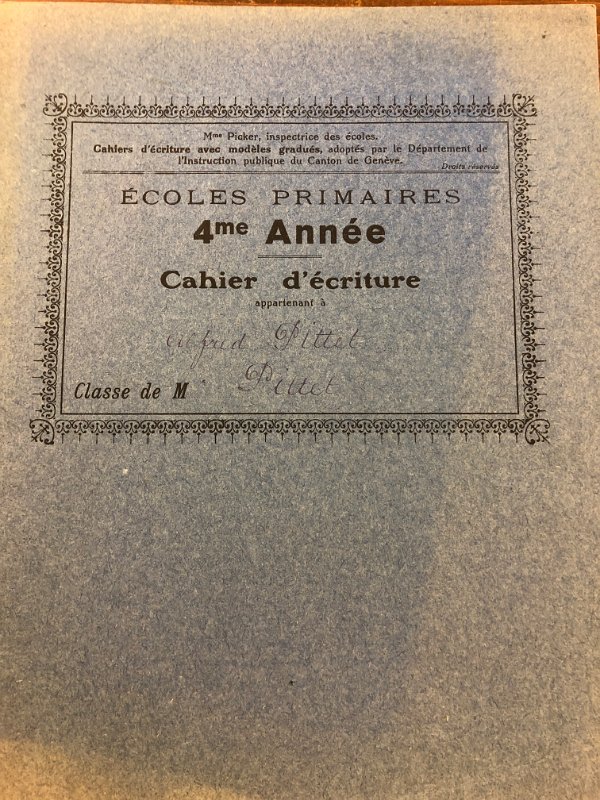 Mme Picker, inspectrice des écoles.
Cahiers d'écriture avec modèles gradués, adoptés par le Département de
l'Instruction publique du Canton de Genève.
Droits réservés
ÉCOLES PRIMAIRES
4me Année
Cahier d'écriture
appartenant à
Alfred Pittet
Classe de M Pittet